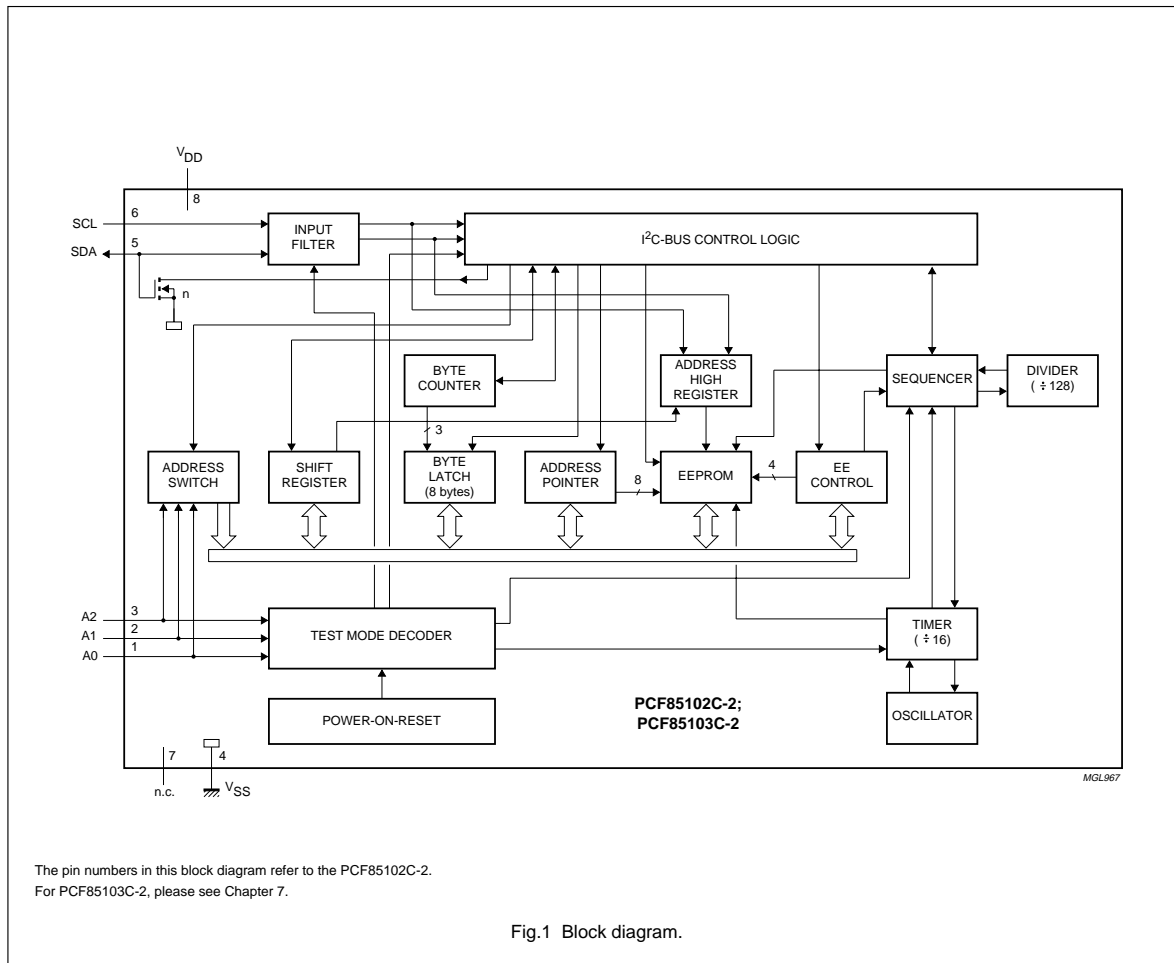 VDD
8
SCL
6
SDA
5
n
INPUT
FILTER
I2C-BUS CONTROL LOGIC
BYTE
COUNTER
3
ADDRESS
HIGH
REGISTER
SEQUENCER
DIVIDER
( ÷ 128)
ADDRESS
SWITCH
SHIFT
REGISTER
BYTE
LATCH
(8 bytes)
ADDRESS
POINTER
8
EEPROM
4
EE
CONTROL
A2
3
A1
2
A0
1
TEST MODE DECODER
TIMER
( ÷ 16)
POWER-ON-RESET
PCF85102C-2;
PCF85103C-2
OSCILLATOR
7
n.c.
4
VSS
MGL967
The pin numbers in this block diagram refer to the PCF85102C-2.
For PCF85103C-2, please see Chapter 7.
Fig.1 Block diagram.